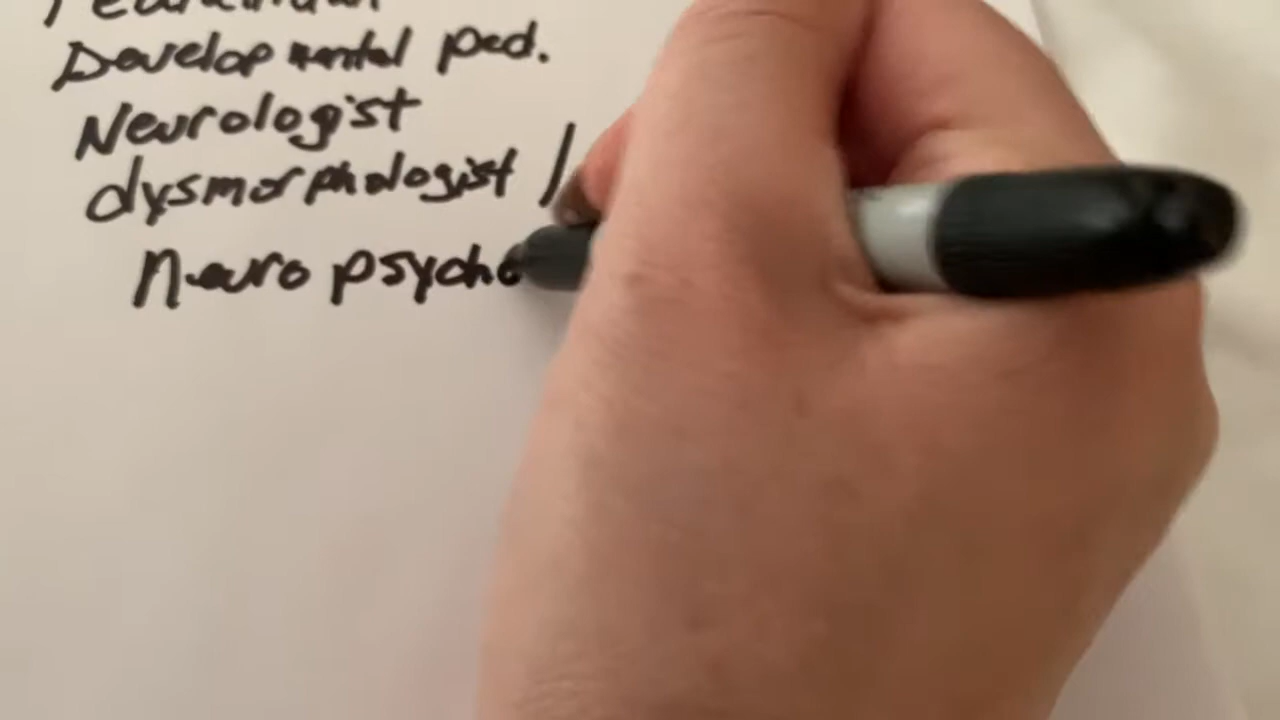 Developmental ped.
Neurologist
dysmorphologist /
neuro psycho